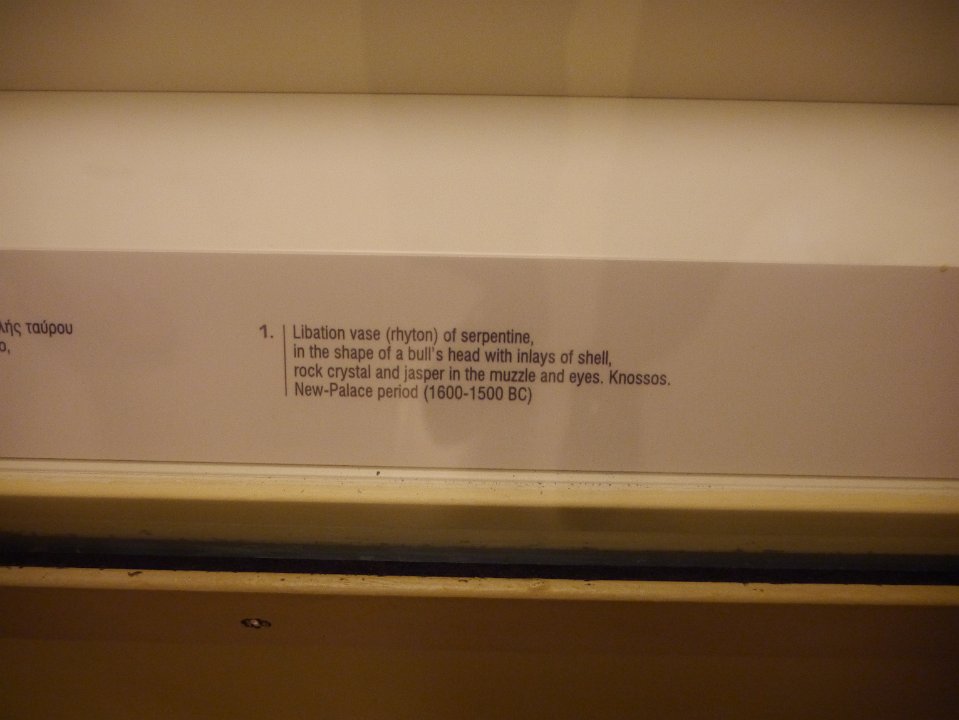 ταύρου
1. Libation vase (rhyton) of serpentine,
in the shape of a bull's head with inlays of shell,
rock crystal and jasper in the muzzle and eyes. Knossos.
New-Palace period (1600-1500 BC)